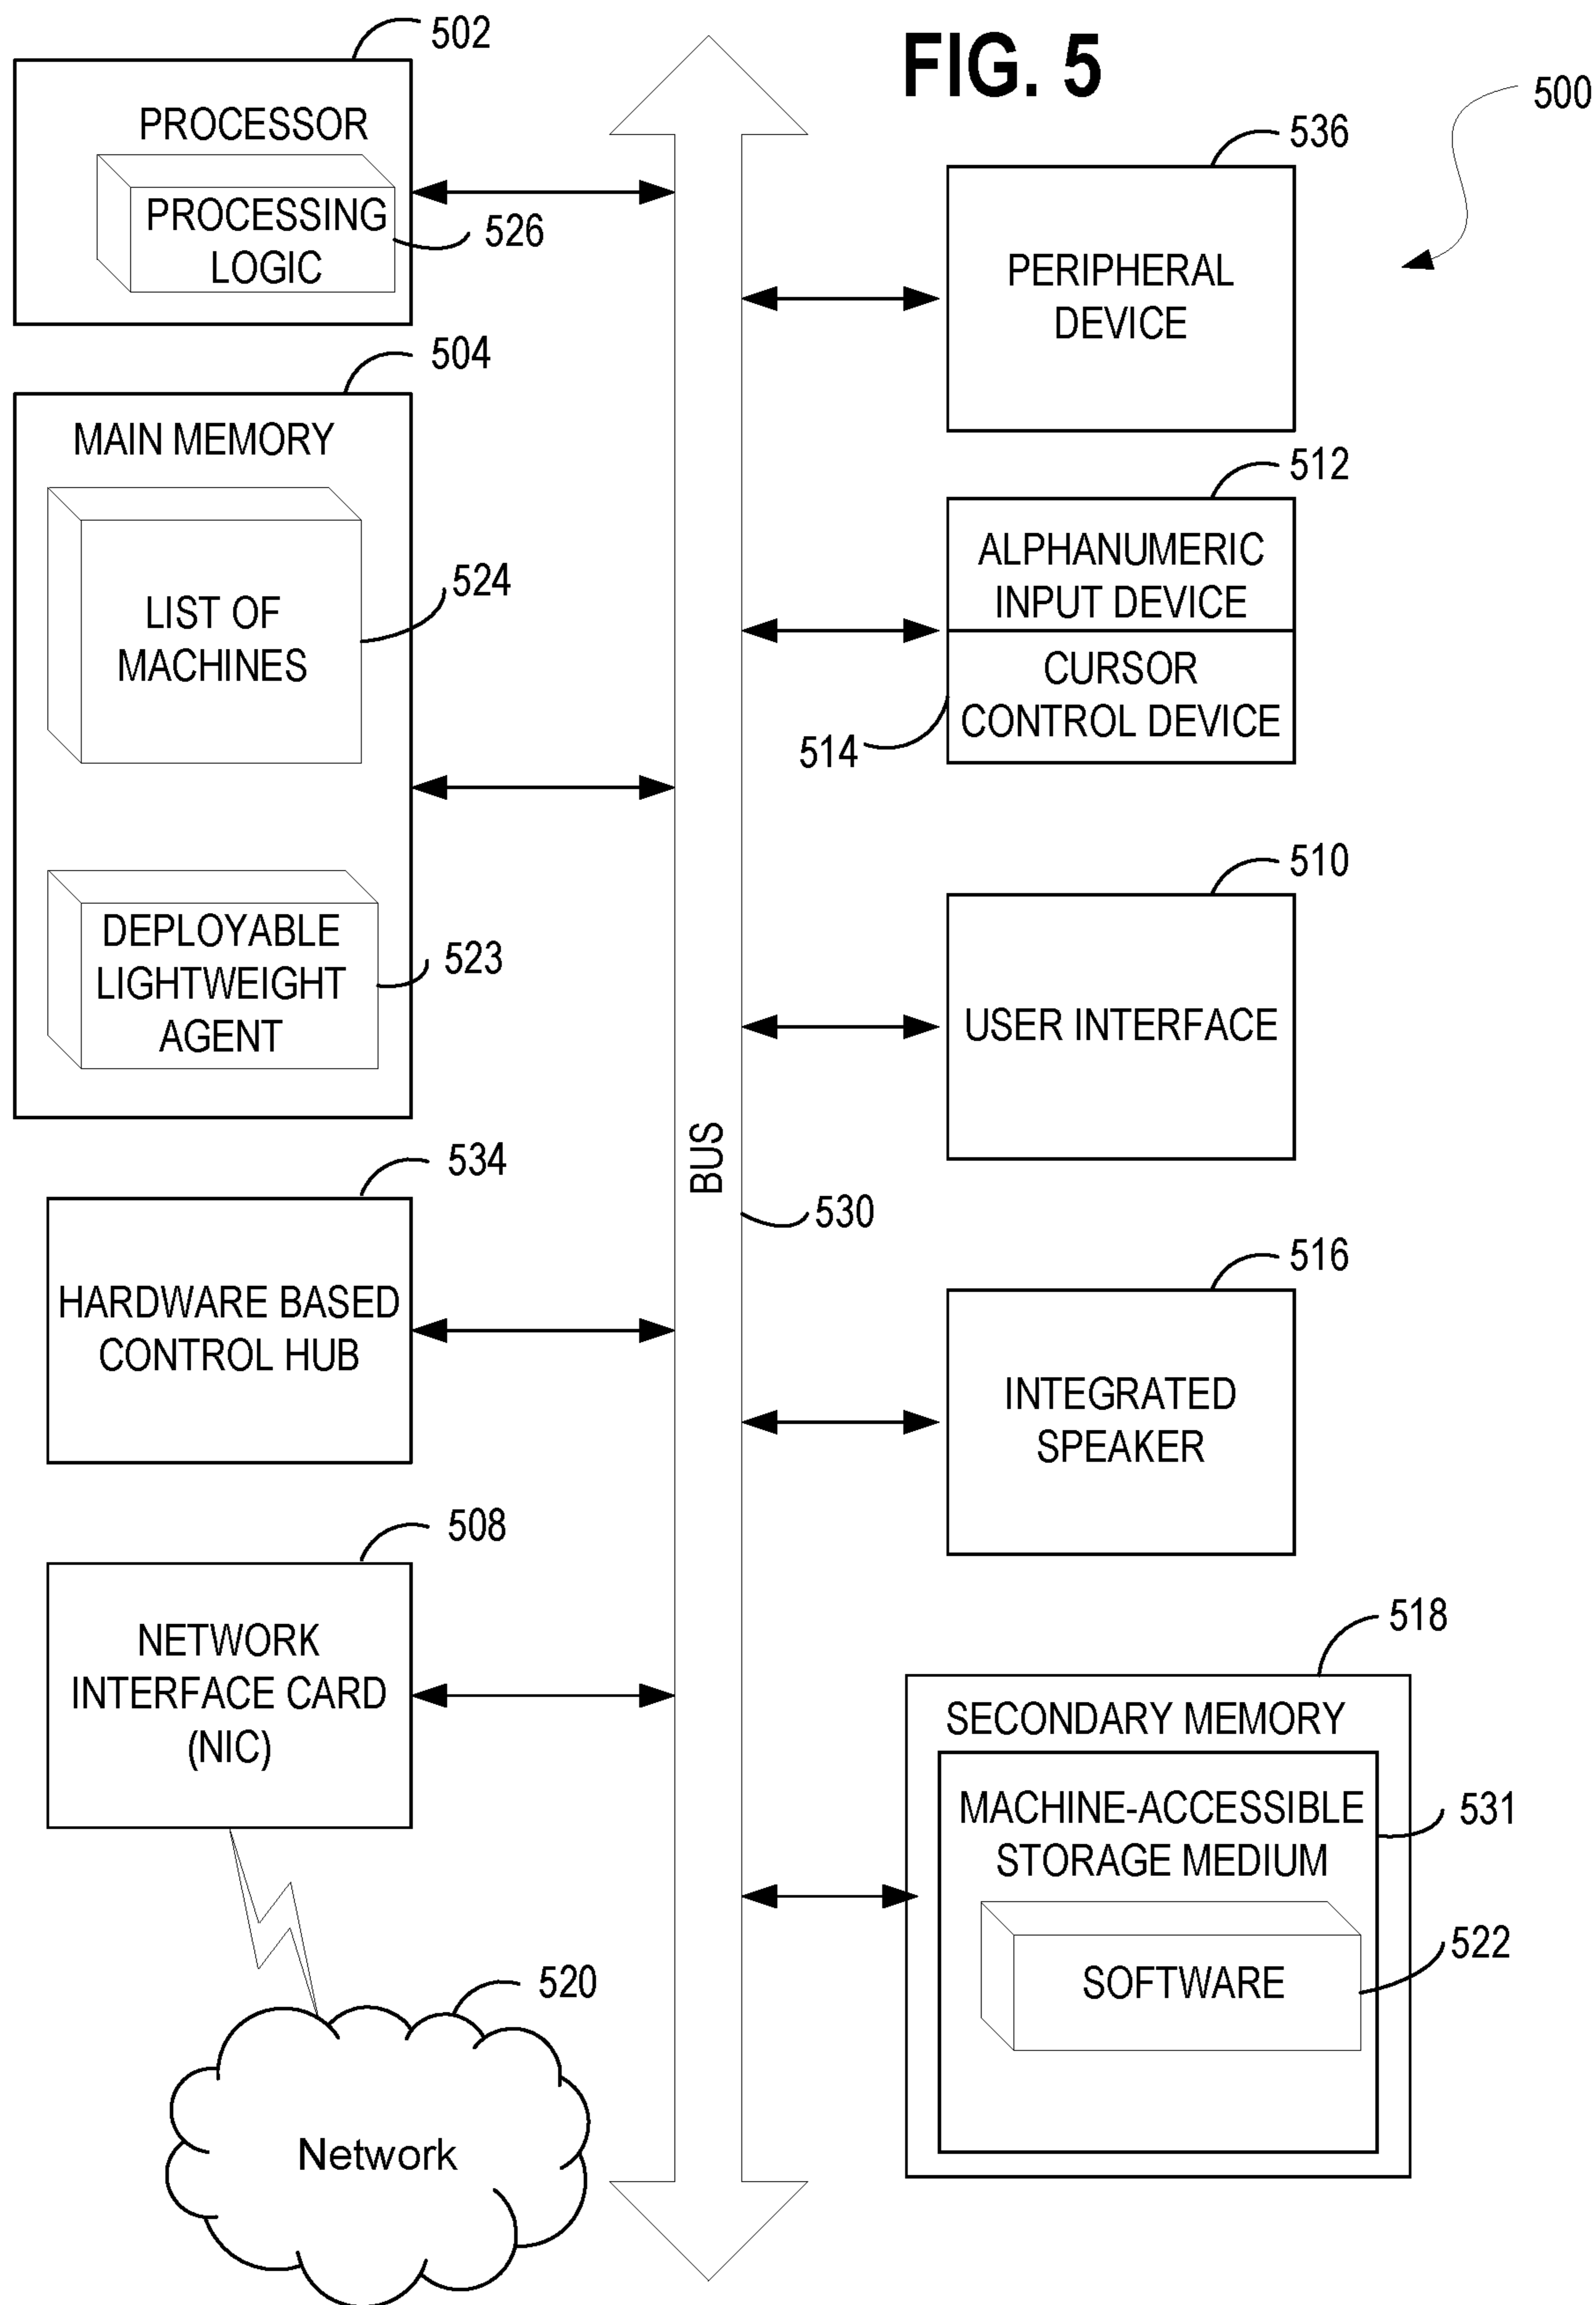 FIG. 5
500
502
PROCESSOR
PROCESSING
LOGIC
526
504
MAIN MEMORY
LIST OF
MACHINES
524
DEPLOYABLE
LIGHTWEIGHT
AGENT
523
534
HARDWARE BASED
CONTROL HUB
508
NETWORK
INTERFACE CARD
(NIC)
520
Network
BUS
530
536
PERIPHERAL
DEVICE
512
ALPHANUMERIC
INPUT DEVICE
CURSOR
CONTROL DEVICE
514
510
USER INTERFACE
516
INTEGRATED
SPEAKER
518
SECONDARY MEMORY
MACHINE-ACCESSIBLE
STORAGE MEDIUM
531
SOFTWARE
522